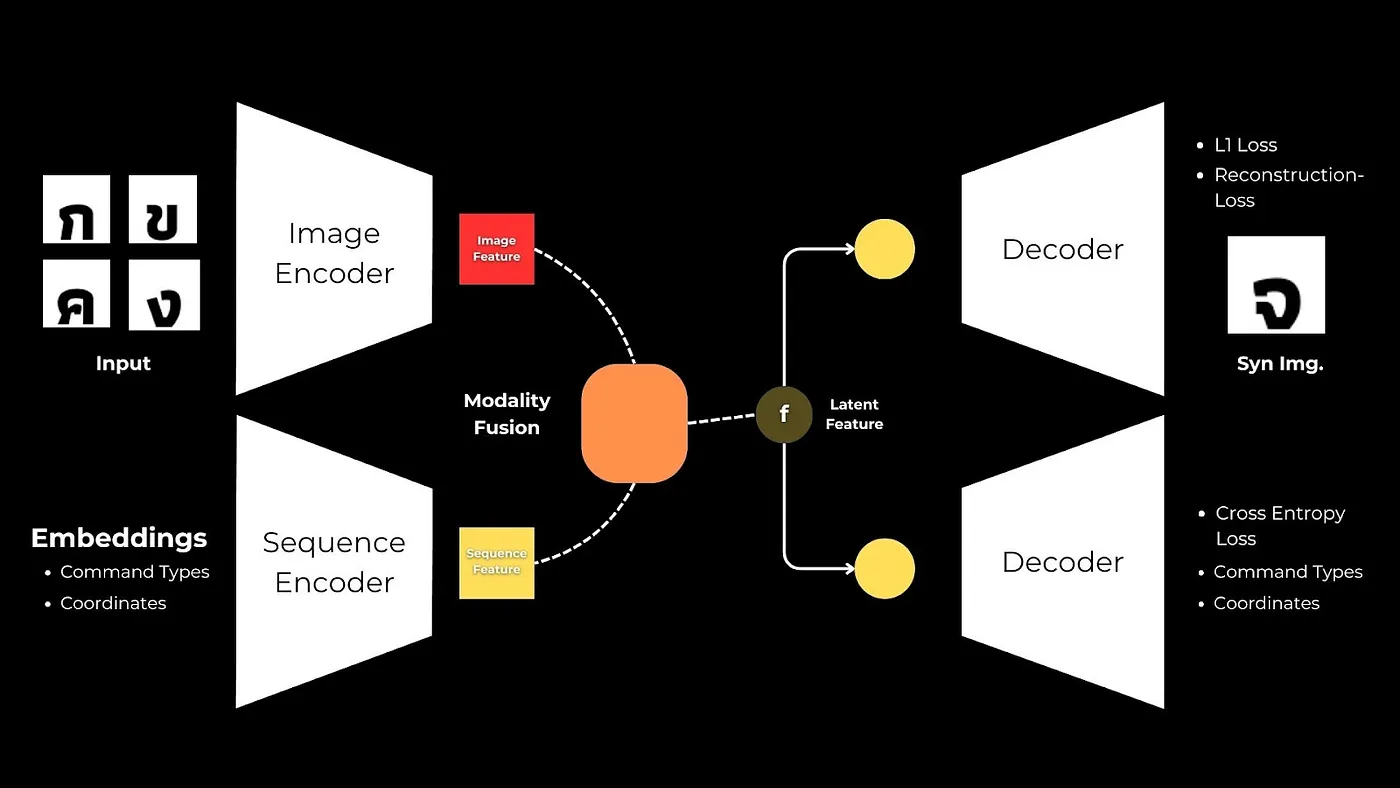 ก ข
ค ง
Input
Embeddings
Command Types
Coordinates
Image
Encoder
Sequence
Encoder
Image
Feature
Sequence
Feature
Modality
Fusion
f
Latent
Feature
Decoder
Decoder
L1 Loss
Reconstruction-
Loss
จ
Syn Img.
Cross Entropy
Loss
Command Types
Coordinates